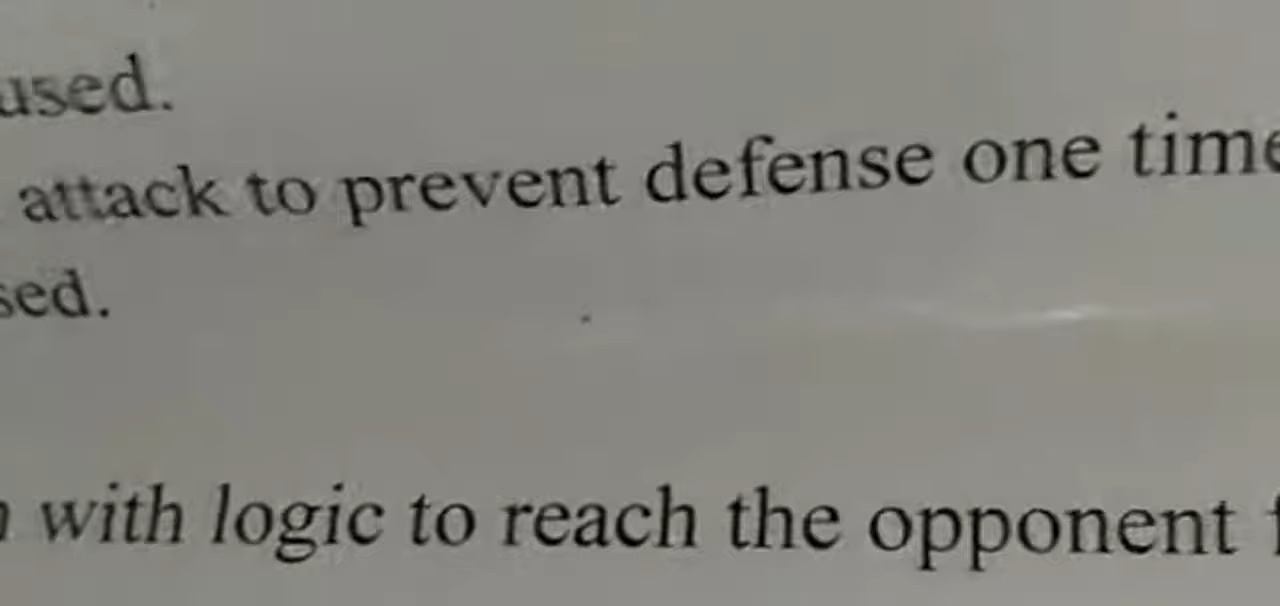 used.
attack to prevent defense one time
sed.
with logic to reach the opponent